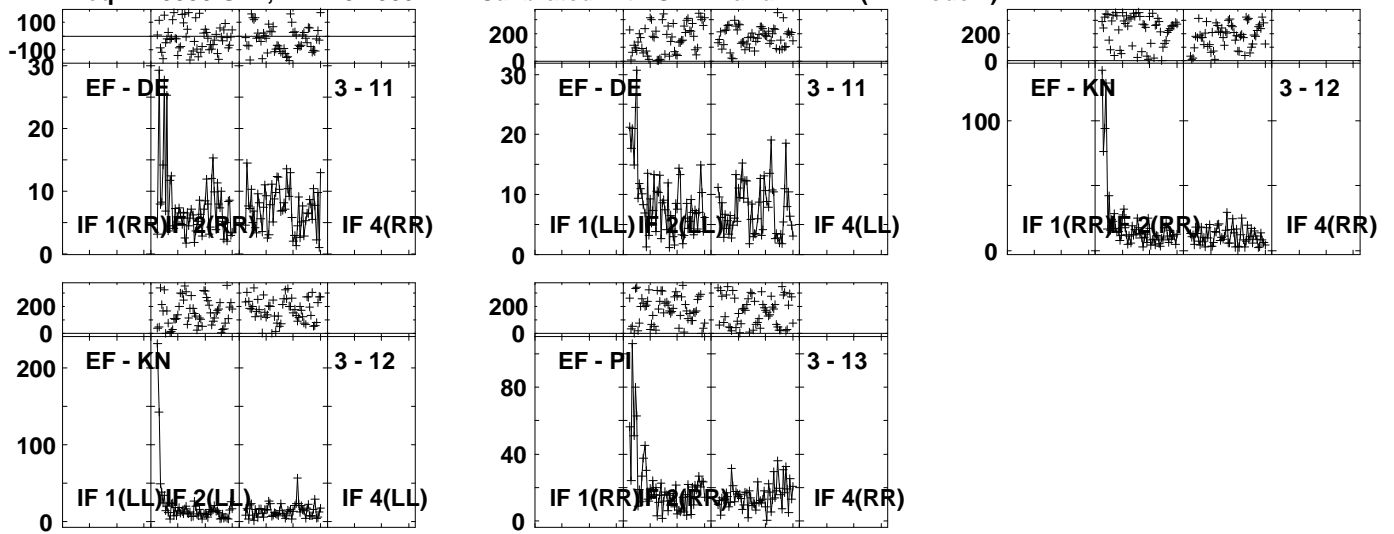 100
-100
30
EF - DE
3 - 11
20
10
IF 1(RR)
IF 2(RR)
IF 4(RR)
0
200
0
30
EF - DE
3 - 11
20
10
IF 1(LL)
IF 2(LL)
IF 4(LL)
0
200
0
EF - KN
3 - 12
100
IF 1(RR)
IF 2(RR)
IF 4(RR)
0
200
0
EF - KN
3 - 12
200
100
IF 1(LL)
IF 2(LL)
IF 4(LL)
0
200
0
EF - PI
3 - 13
80
40
IF 1(RR)
IF 2(RR)
IF 4(RR)
0